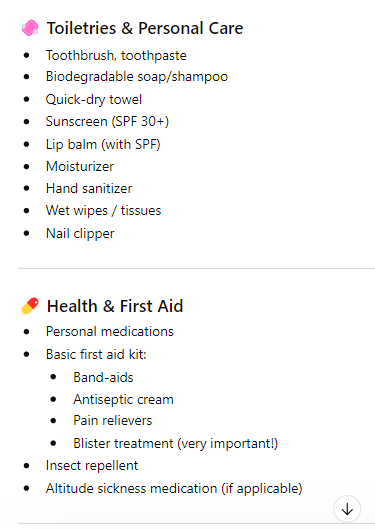 Toiletries & Personal Care
Toothbrush, toothpaste
Biodegradable soap/shampoo
Quick-dry towel
Sunscreen (SPF 30+)
Lip balm (with SPF)
Moisturizer
Hand sanitizer
Wet wipes / tissues
Nail clipper
Health & First Aid
Personal medications
Basic first aid kit:
Band-aids
Antiseptic cream
Pain relievers
Blister treatment (very important!)
Insect repellent
Altitude sickness medication (if applicable)